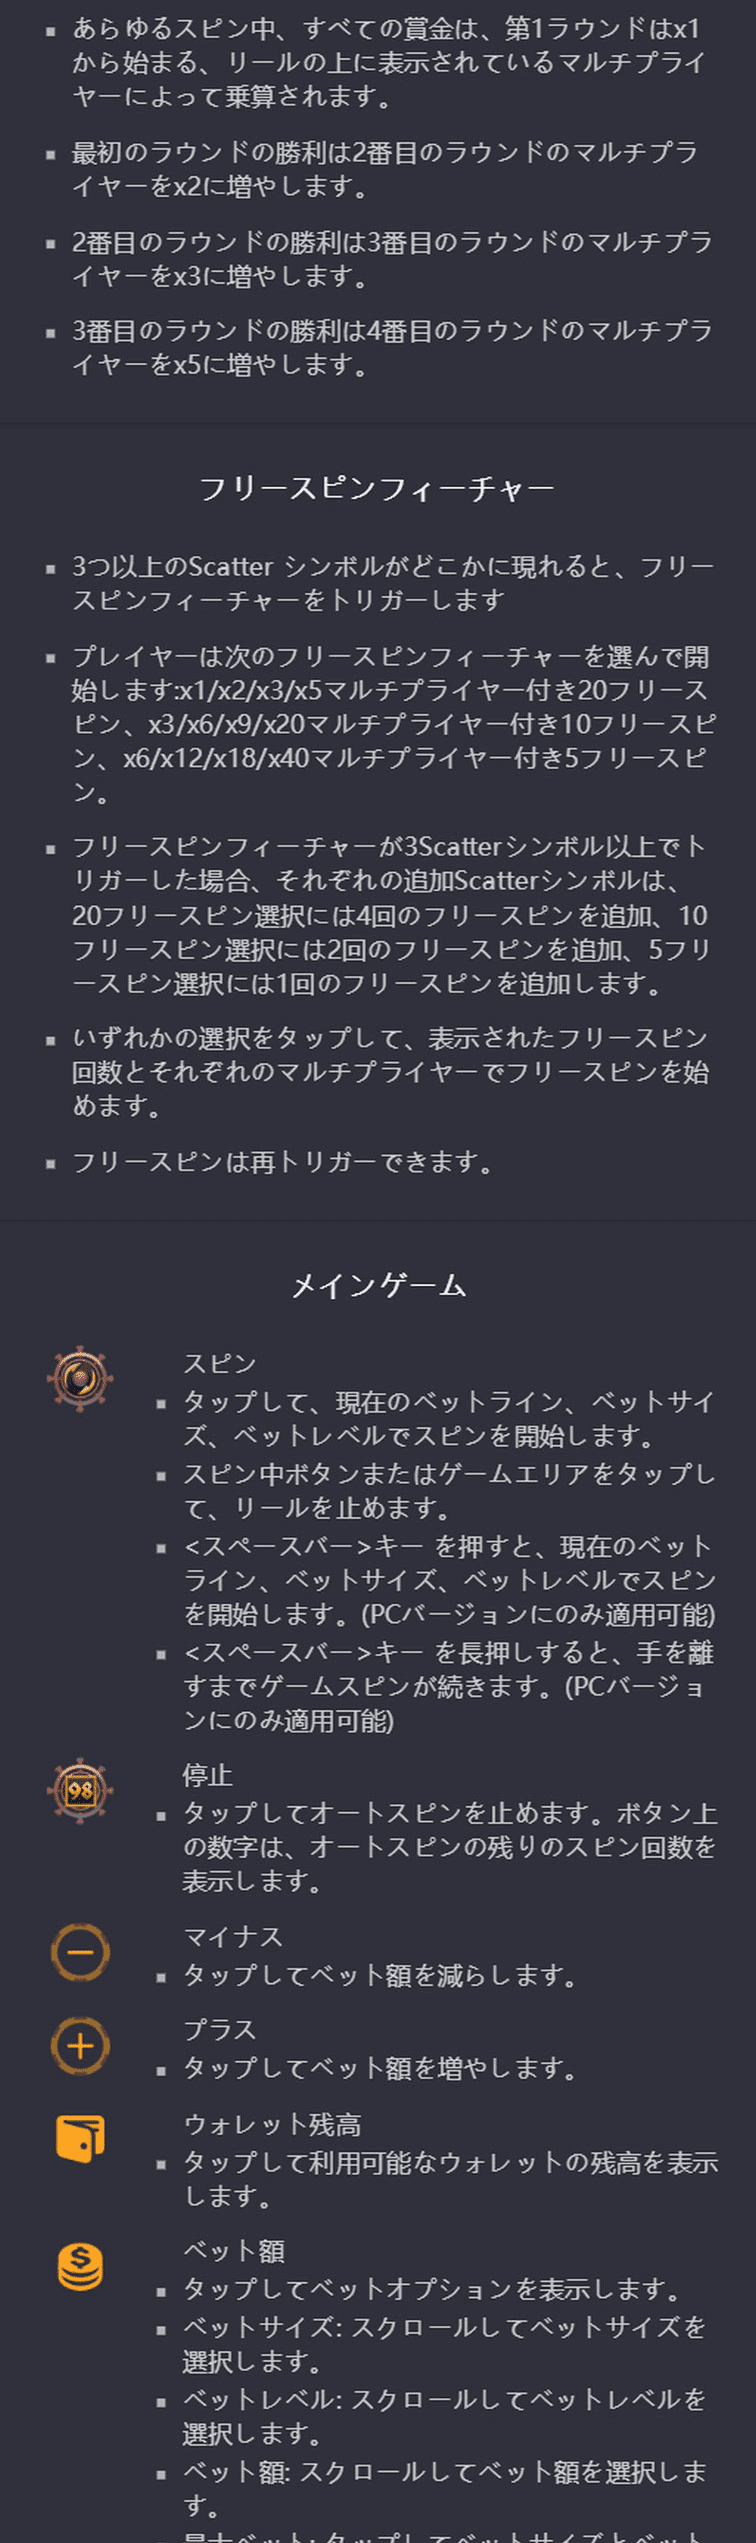 ▪ あらゆるスピン中、すべての賞金は、第1ラウンドはx1
から始まる、リールの上に表示されているマルチプライ
ヤーによって乗算されます。
▪ 最初のラウンドの勝利は2番目のラウンドのマルチプラ
イヤーをx2に増やします。
▪ 2番目のラウンドの勝利は3番目のラウンドのマルチプラ
イヤーをx3に増やします。
▪ 3番目のラウンドの勝利は4番目のラウンドのマルチプラ
イヤーをx5に増やします。
フリースピンフィーチャー
▪ 3つ以上のScatter シンボルがどこかに現れると、フリー
スピンフィーチャーをトリガーします
▪ プレイヤーは次のフリースピンフィーチャーを選んで開
始します:x1/x2/x3/x5マルチプライヤー付き20フリース
ピン、x3/x6/x9/x20マルチプライヤー付き10フリースピ
ン、x6/x12/x18/x40マルチプライヤー付き5フリースピ
ン。
▪ フリースピンフィーチャーが3Scatterシンボル以上でト
リガーした場合、それぞれの追加Scatterシンボルは、
20フリースピン選択には4回のフリースピンを追加、10
フリースピン選択には2回のフリースピンを追加、5フリ
ースピン選択には1回のフリースピンを追加します。
▪ いずれかの選択をタップして、表示されたフリースピン
回数とそれぞれのマルチプライヤーでフリースピンを始
めます。
▪ フリースピンは再トリガーできます。
メインゲーム
スピン
▪ タップして、現在のベットライン、ベットサイ
ズ、ベットレベルでスピンを開始します。
▪ スピン中ボタンまたはゲームエリアをタップし
て、リールを止めます。
▪ <スペースバー>キー を押すと、現在のベット
ライン、ベットサイズ、ベットレベルでスピン
を開始します。(PCバージョンにのみ適用可能)
▪ <スペースバー>キー を長押しすると、手を離
すまでゲームスピンが続きます。(PCバージョ
ンにのみ適用可能)
98
停止
▪ タップしてオートスピンを止めます。ボタン上
の数字は、オートスピンの残りのスピン回数を
表示します。
マイナス
▪ タップしてベット額を減らします。
プラス
▪ タップしてベット額を増やします。
ウォレット残高
▪ タップして利用可能なウォレットの残高を表示
します。
ベット額
▪ タップしてベットオプションを表示します。
▪ ベットサイズ: スクロールしてベットサイズを
選択します。
▪ ベットレベル: スクロールしてベットレベルを
選択します。
▪ ベット額: スクロールしてベット額を選択しま
す。